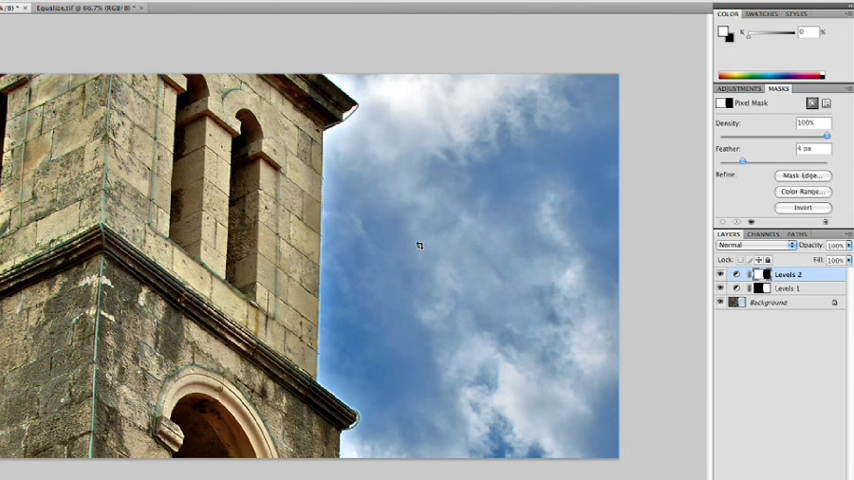 k/8) * × Equalize.tif @ 66.7% (RGB/8) * ×
COLOR SWATCHES STYLES
K 0 %
ADJUSTMENTS MASKS
Pixel Mask
Density: 100%
Feather: 4 px
Refine: Mask Edge...
Color Range...
Invert
LAYERS CHANNELS PATHS
Normal Opacity: 100%
Lock: Fill: 100%
Levels 2
Levels 1
Background